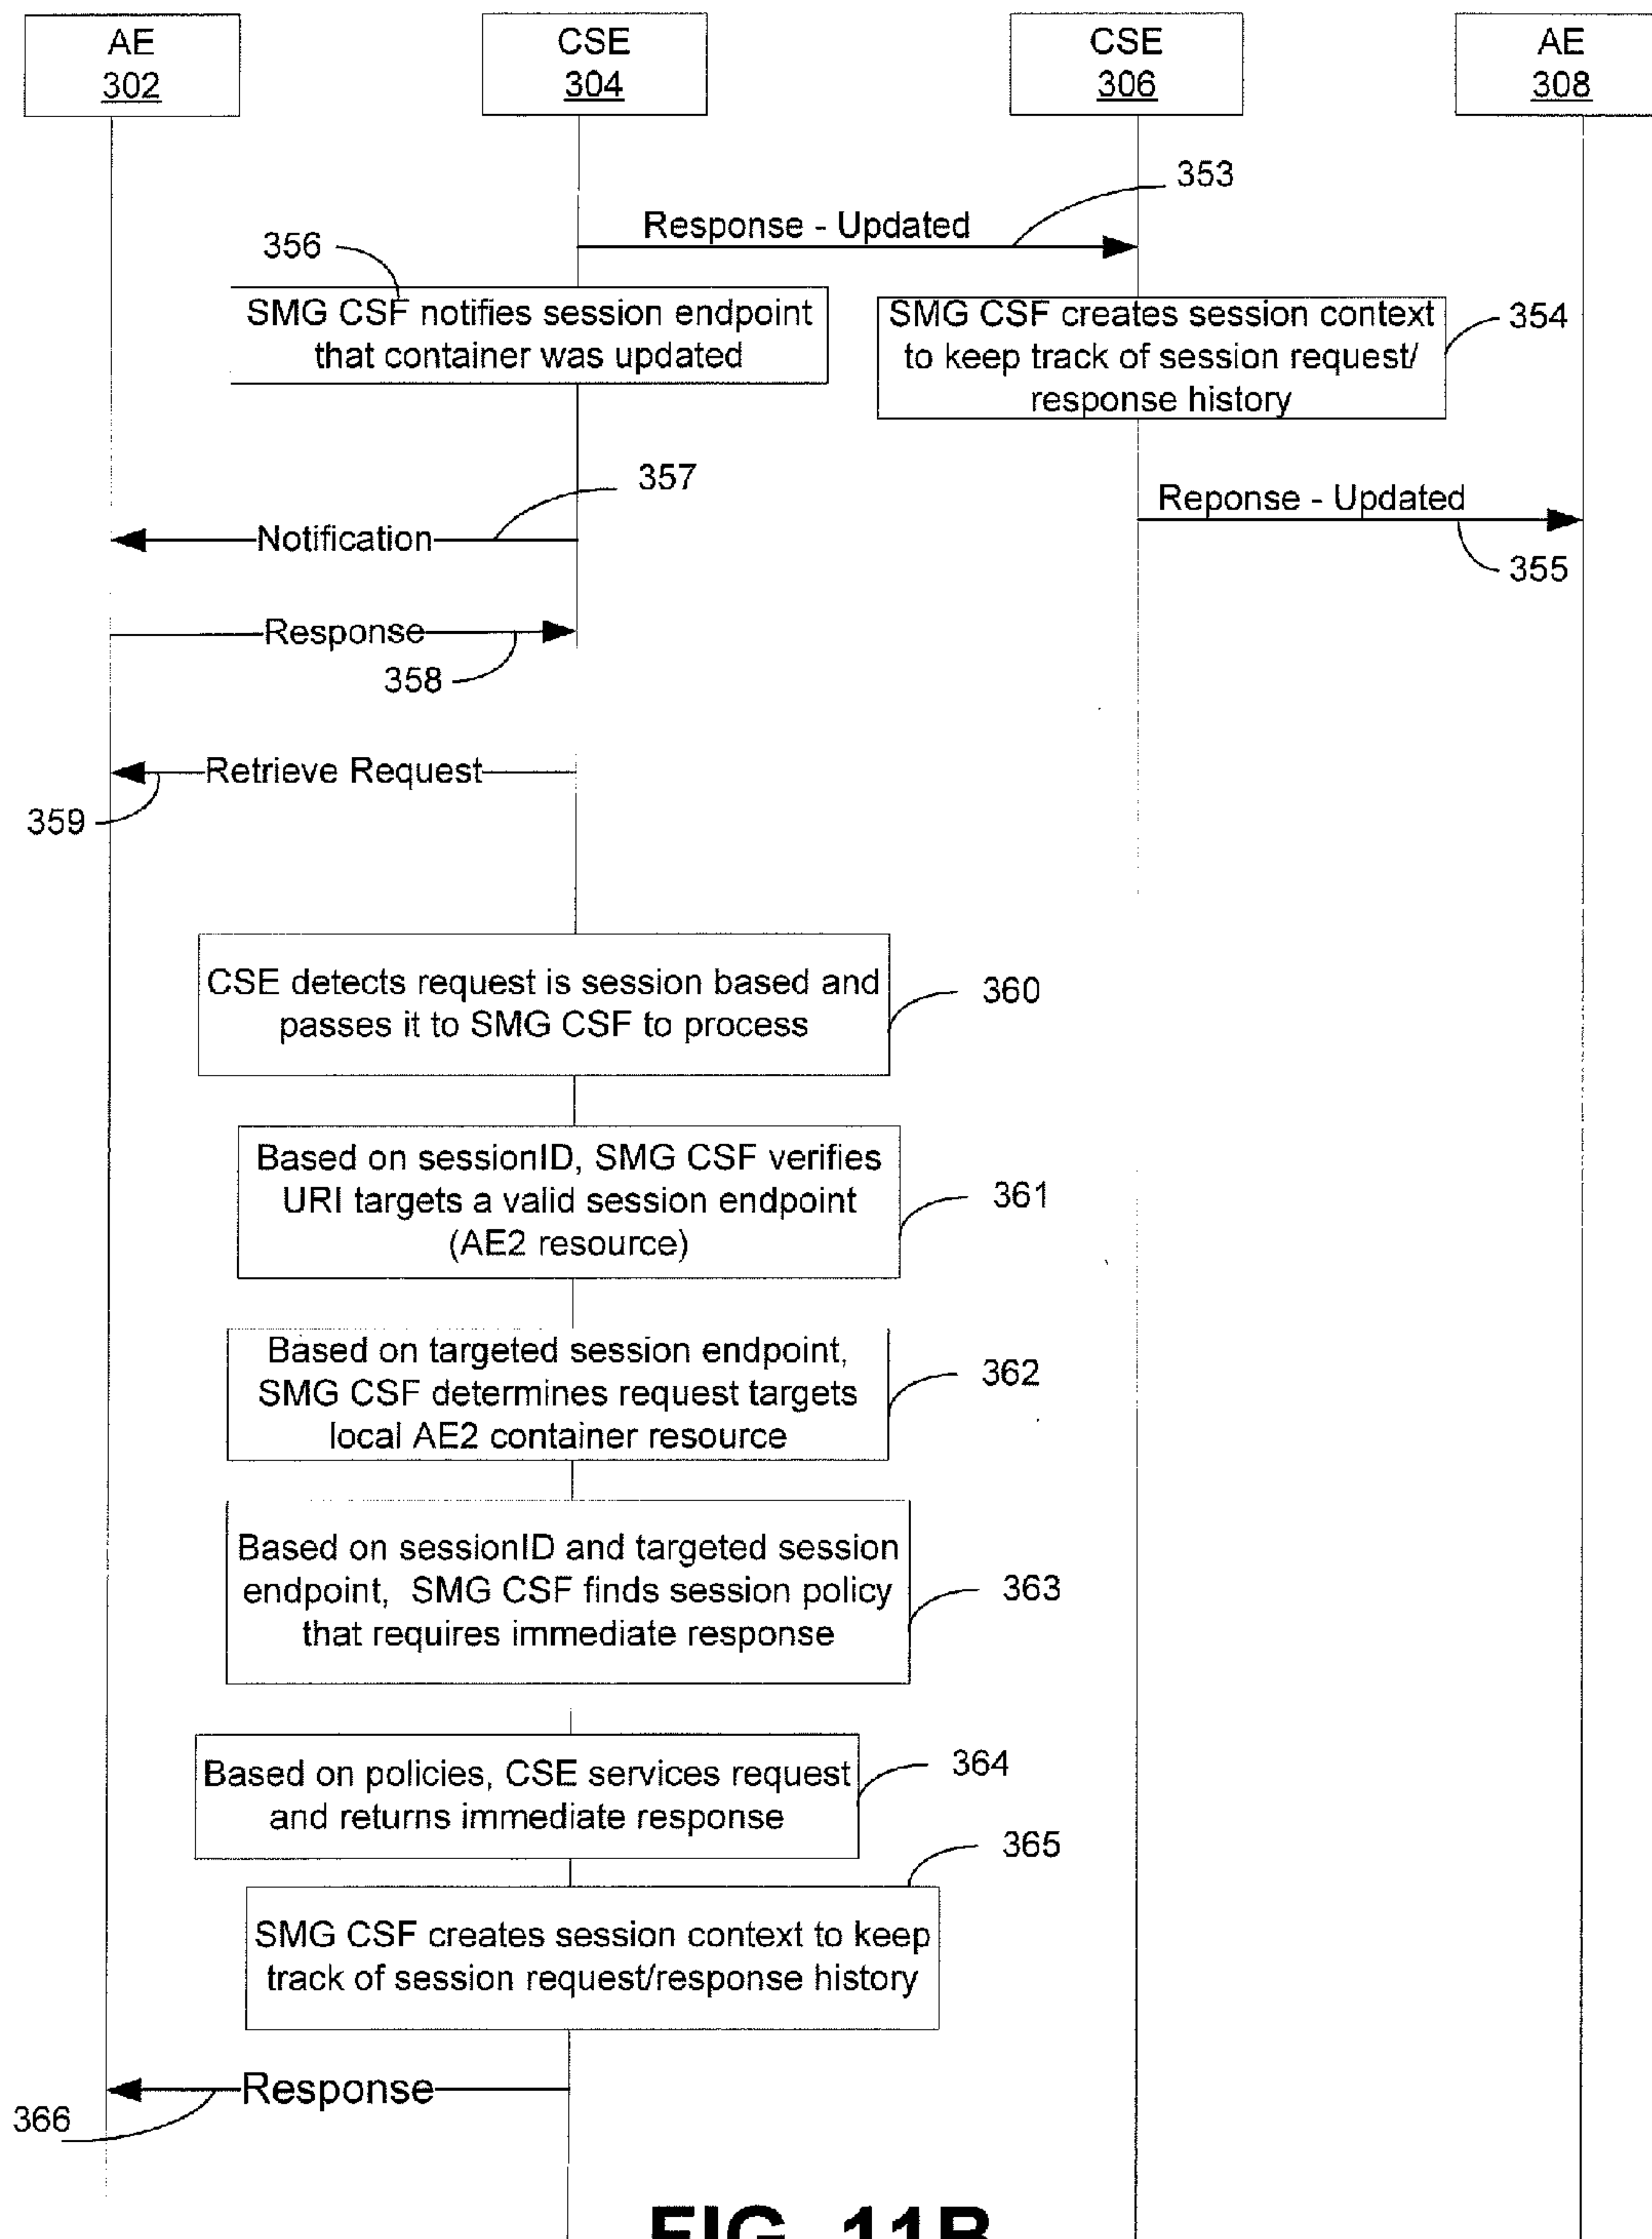 AE
302
CSE
304
CSE
306
AE
308
353
Response - Updated
356
SMG CSF notifies session endpoint
that container was updated
SMG CSF creates session context
to keep track of session request/
response history
354
357
Reponse - Updated
Notification
355
Response
358
Retrieve Request
359
CSE detects request is session based and
passes it to SMG CSF to process
360
Based on sessionID, SMG CSF verifies
URI targets a valid session endpoint
(AE2 resource)
361
Based on targeted session endpoint,
SMG CSF determines request targets
local AE2 container resource
362
Based on sessionID and targeted session
endpoint, SMG CSF finds session policy
that requires immediate response
363
Based on policies, CSE services request
and returns immediate response
364
365
SMG CSF creates session context to keep
track of session request/response history
Response
366
FIG. 11B